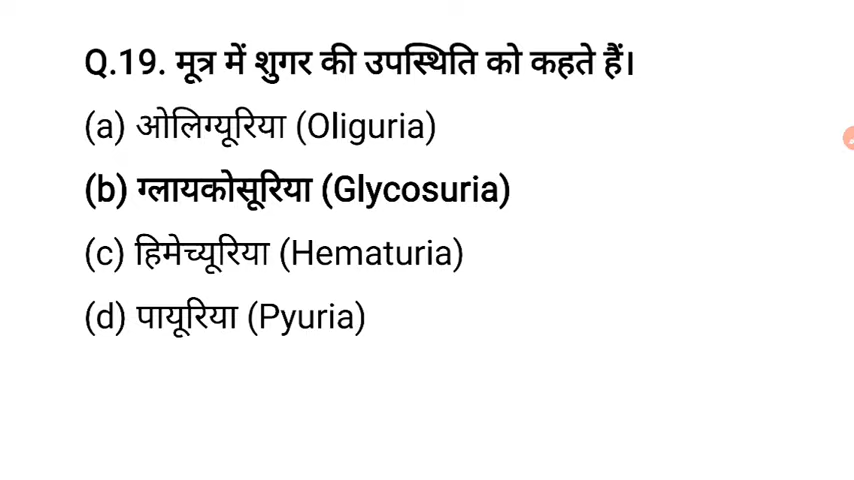 Q.19. मूत्र में शुगर की उपस्थिति को कहते हैं।
(a) ओलिग्यूरिया (Oliguria)
(b) ग्लायकोसूरिया (Glycosuria)
(c) हिमेच्यूरिया (Hematuria)
(d) पायूरिया (Pyuria)